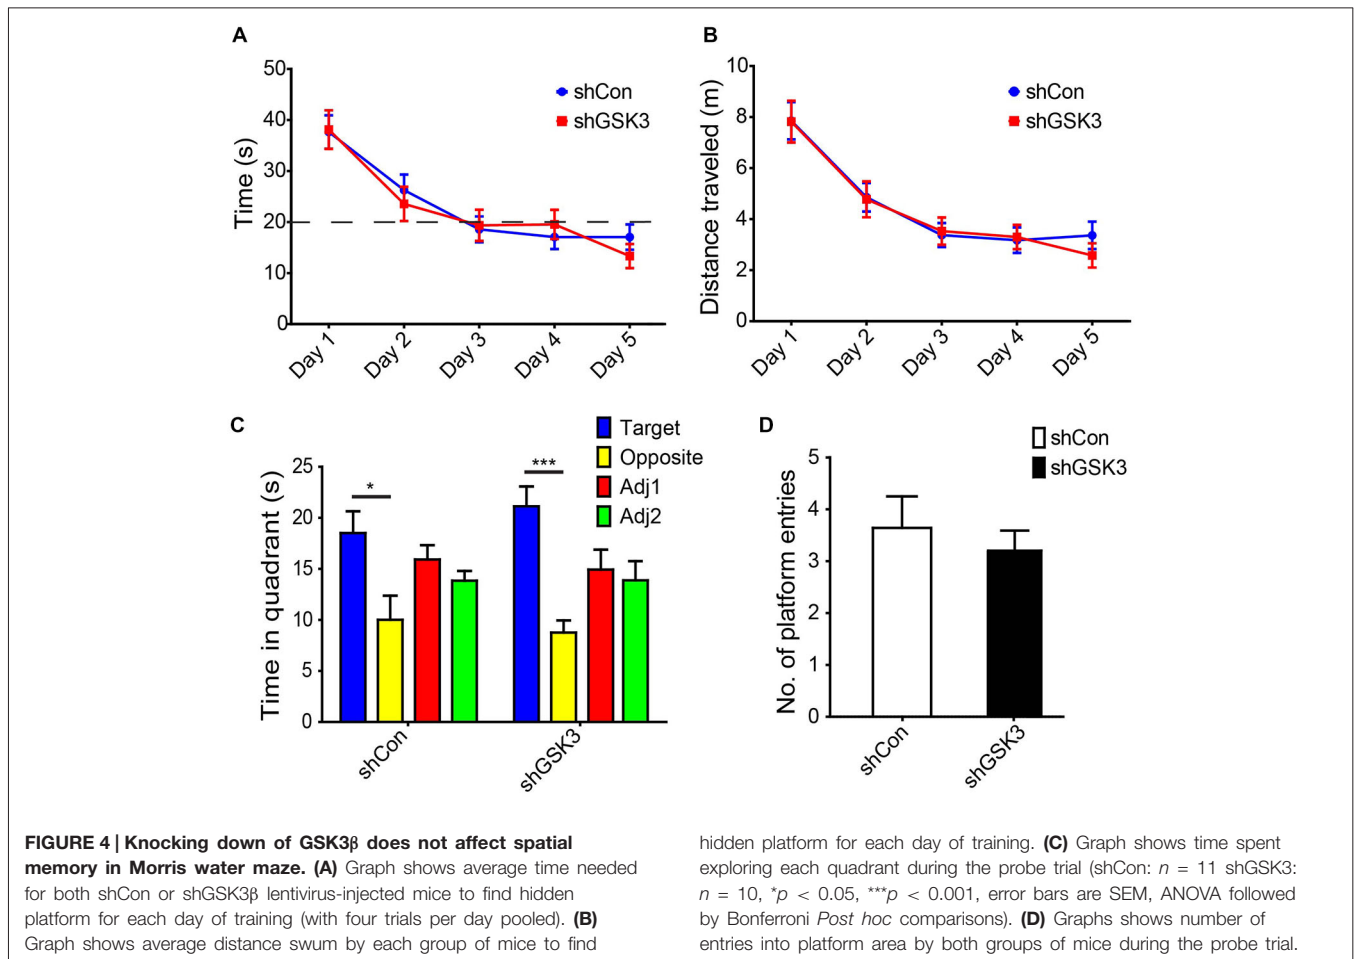 A
50
40
30
20
10
0
Time (s)
shCon
shGSK3
Day 1
Day 2
Day 3
Day 4
Day 5
B
10
8
6
4
2
0
Distance traveled (m)
shCon
shGSK3
Day 1
Day 2
Day 3
Day 4
Day 5
C
Target
Opposite
Adj1
Adj2
25
20
15
10
5
0
Time in quadrant (s)
*
***
shCon
shGSK3
D
shCon
shGSK3
5
4
3
2
1
0
No. of platform entries
shCon
shGSK3
FIGURE 4 | Knocking down of GSK3β does not affect spatial
memory in Morris water maze. (A) Graph shows average time needed
for both shCon or shGSK3β lentivirus-injected mice to find hidden
platform for each day of training (with four trials per day pooled). (B)
Graph shows average distance swum by each group of mice to find
hidden platform for each day of training. (C) Graph shows time spent
exploring each quadrant during the probe trial (shCon: n = 11 shGSK3:
n = 10, *p < 0.05, ***p < 0.001, error bars are SEM, ANOVA followed
by Bonferroni Post hoc comparisons). (D) Graphs shows number of
entries into platform area by both groups of mice during the probe trial.